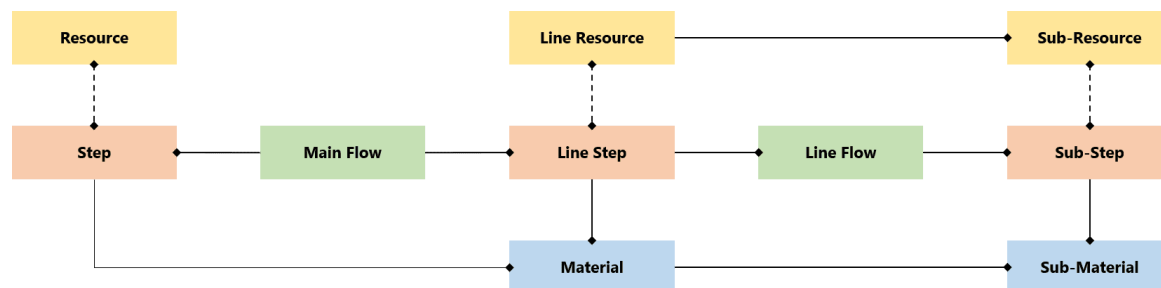 Resource
Line Resource
Sub-Resource
Step
Main Flow
Line Step
Line Flow
Sub-Step
Material
Sub-Material